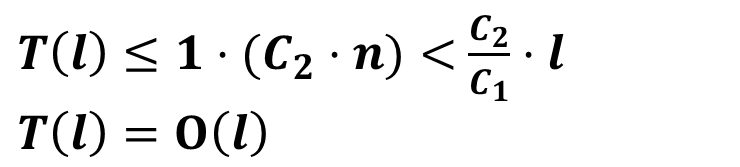 T(l) ≤ 1 · (C₂ · n) < C₂/C₁ · l
T(l) = O(l)